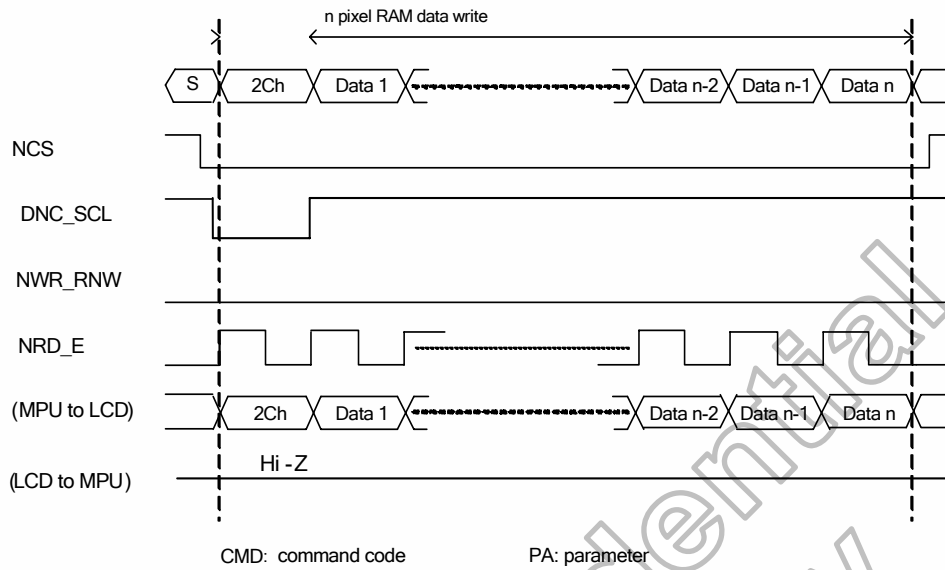 n pixel RAM data write
S 2Ch Data 1 Data n-2 Data n-1 Data n
NCS
DNC_SCL
NWR_RNW
NRD_E
(MPU to LCD) 2Ch Data 1 Data n-2 Data n-1 Data n
Hi -Z
(LCD to MPU)
CMD: command code PA: parameter